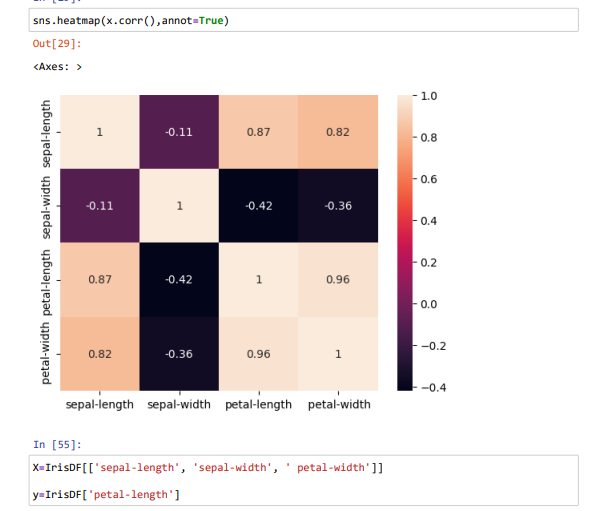 sns.heatmap(x.corr(),annot=True)
Out[29]:
<Axes: >
sepal-length
1
-0.11
0.87
0.82
sepal-width
-0.11
1
-0.42
-0.36
petal-length
0.87
-0.42
1
0.96
petal-width
0.82
-0.36
0.96
1
sepal-length sepal-width petal-length petal-width
1.0
0.8
0.6
0.4
0.2
0.0
−0.2
−0.4
In [55]:
X=IrisDF[['sepal-length', 'sepal-width', ' petal-width']]
y=IrisDF['petal-length']